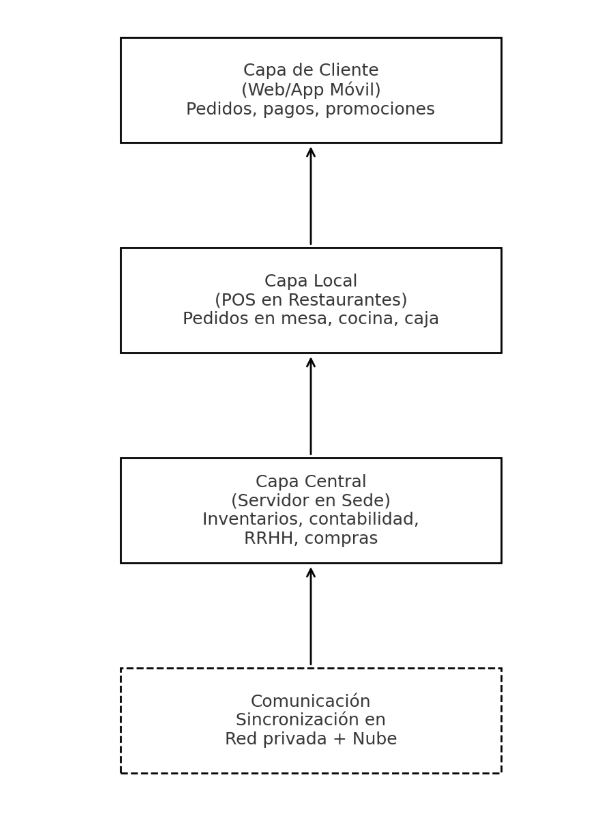 Capa de Cliente
(Web/App Móvil)
Pedidos, pagos, promociones
Capa Local
(POS en Restaurantes)
Pedidos en mesa, cocina, caja
Capa Central
(Servidor en Sede)
Inventarios, contabilidad,
RRHH, compras
Comunicación
Sincronización en
Red privada + Nube